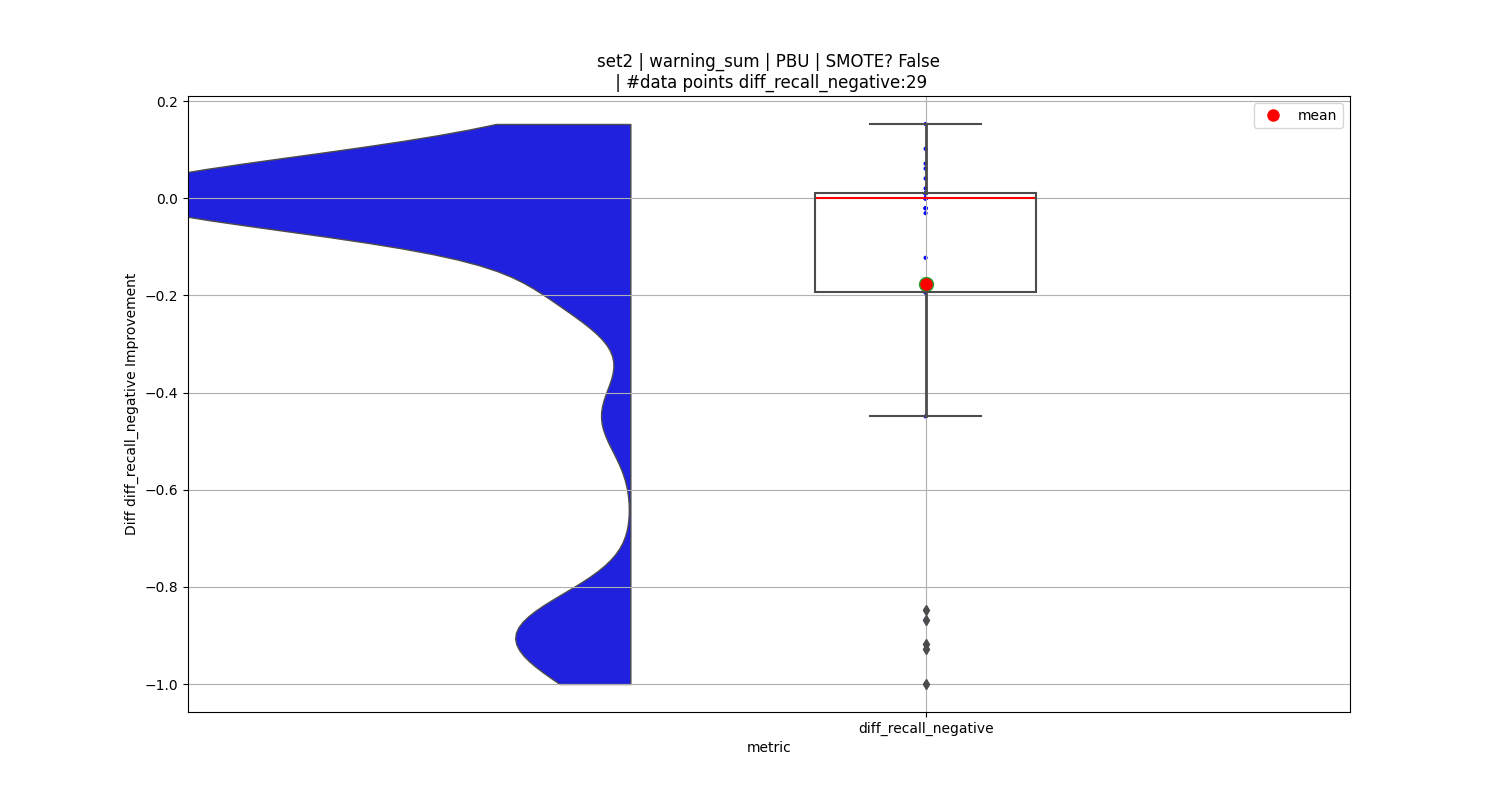 set2 | warning_sum | PBU | SMOTE? False
| #data points diff_recall_negative:29
mean
0.2
0.0
−0.2
−0.4
−0.6
−0.8
−1.0
Diff diff_recall_negative Improvement
diff_recall_negative
metric